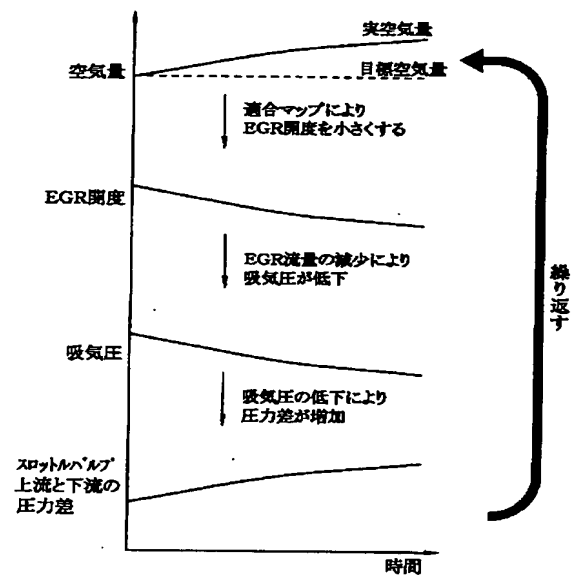 実空気量
空気量
目標空気量
適合マップにより
EGR開度を小さくする
EGR開度
EGR流量の減少により
吸気圧が低下
繰り返す
吸気圧
吸気圧の低下により
圧力差が増加
スロットルバルブ
上流と下流の
圧力差
時間